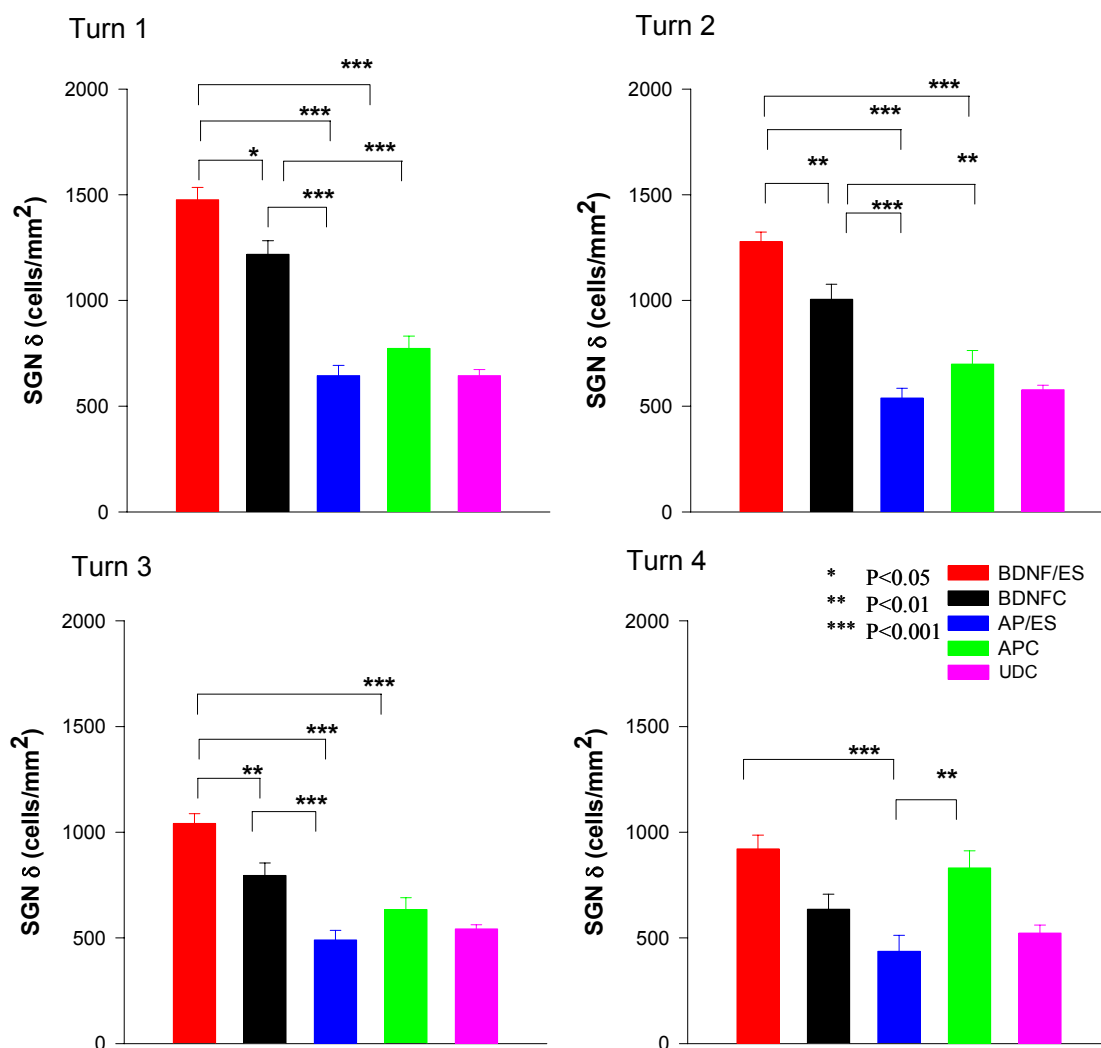 Turn 1
***
***
*
***
***
2000
1500
1000
500
0
SGN δ (cells/mm²)
Turn 2
***
***
**
**
***
2000
1500
1000
500
0
SGN δ (cells/mm²)
Turn 3
***
***
**
***
2000
1500
1000
500
0
SGN δ (cells/mm²)
Turn 4
* P<0.05
** P<0.01
*** P<0.001
BDNF/ES
BDNFC
AP/ES
APC
UDC
***
**
2000
1500
1000
500
0
SGN δ (cells/mm²)